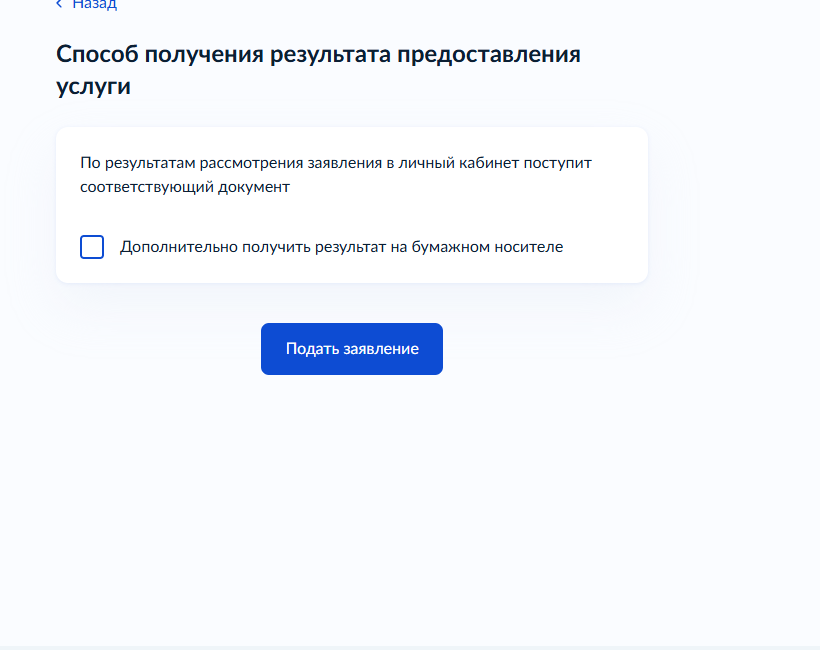 Назад
Способ получения результата предоставления
услуги
По результатам рассмотрения заявления в личный кабинет поступит
соответствующий документ
Дополнительно получить результат на бумажном носителе
Подать заявление